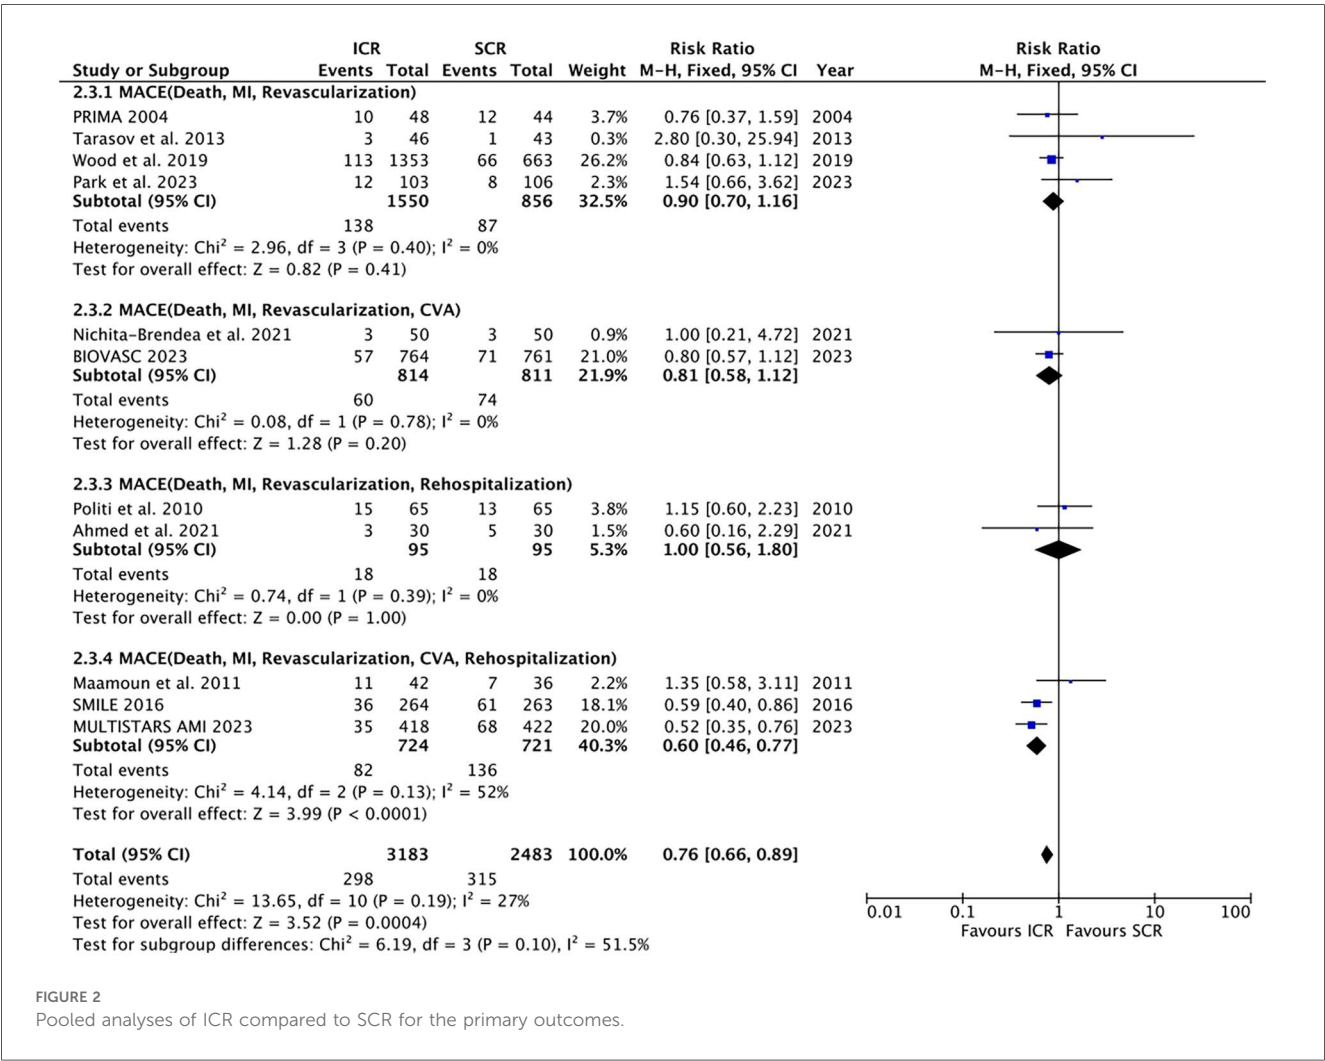 ICR SCR Risk Ratio Risk Ratio
Study or Subgroup Events Total Events Total Weight M-H, Fixed, 95% CI Year M-H, Fixed, 95% CI
2.3.1 MACE(Death, MI, Revascularization)
PRIMA 2004 10 48 12 44 3.7% 0.76 [0.37, 1.59] 2004
Tarasov et al. 2013 3 46 1 43 0.3% 2.80 [0.30, 25.94] 2013
Wood et al. 2019 113 1353 66 663 26.2% 0.84 [0.63, 1.12] 2019
Park et al. 2023 12 103 8 106 2.3% 1.54 [0.66, 3.62] 2023
Subtotal (95% CI) 1550 856 32.5% 0.90 [0.70, 1.16]
Total events 138 87
Heterogeneity: Chi² = 2.96, df = 3 (P = 0.40); I² = 0%
Test for overall effect: Z = 0.82 (P = 0.41)
2.3.2 MACE(Death, MI, Revascularization, CVA)
Nichita-Brendea et al. 2021 3 50 3 50 0.9% 1.00 [0.21, 4.72] 2021
BIOVASC 2023 57 764 71 761 21.0% 0.80 [0.57, 1.12] 2023
Subtotal (95% CI) 814 811 21.9% 0.81 [0.58, 1.12]
Total events 60 74
Heterogeneity: Chi² = 0.08, df = 1 (P = 0.78); I² = 0%
Test for overall effect: Z = 1.28 (P = 0.20)
2.3.3 MACE(Death, MI, Revascularization, Rehospitalization)
Politi et al. 2010 15 65 13 65 3.8% 1.15 [0.60, 2.23] 2010
Ahmed et al. 2021 3 30 5 30 1.5% 0.60 [0.16, 2.29] 2021
Subtotal (95% CI) 95 95 5.3% 1.00 [0.56, 1.80]
Total events 18 18
Heterogeneity: Chi² = 0.74, df = 1 (P = 0.39); I² = 0%
Test for overall effect: Z = 0.00 (P = 1.00)
2.3.4 MACE(Death, MI, Revascularization, CVA, Rehospitalization)
Maamoun et al. 2011 11 42 7 36 2.2% 1.35 [0.58, 3.11] 2011
SMILE 2016 36 264 61 263 18.1% 0.59 [0.40, 0.86] 2016
MULTISTARS AMI 2023 35 418 68 422 20.0% 0.52 [0.35, 0.76] 2023
Subtotal (95% CI) 724 721 40.3% 0.60 [0.46, 0.77]
Total events 82 136
Heterogeneity: Chi² = 4.14, df = 2 (P = 0.13); I² = 52%
Test for overall effect: Z = 3.99 (P < 0.0001)
Total (95% CI) 3183 2483 100.0% 0.76 [0.66, 0.89]
Total events 298 315
Heterogeneity: Chi² = 13.65, df = 10 (P = 0.19); I² = 27%
Test for overall effect: Z = 3.52 (P = 0.0004)
Test for subgroup differences: Chi² = 6.19, df = 3 (P = 0.10), I² = 51.5%
0.01 0.1 1 10 100
Favours ICR Favours SCR
FIGURE 2
Pooled analyses of ICR compared to SCR for the primary outcomes.